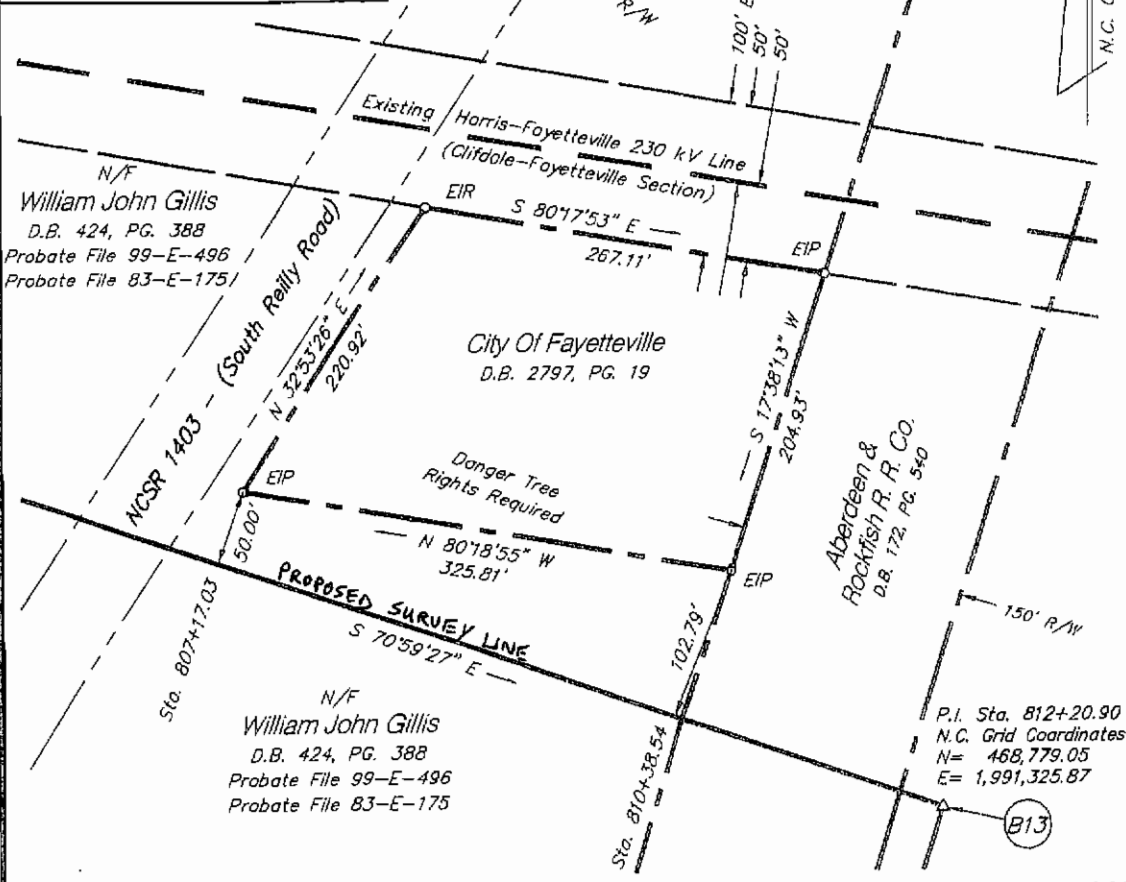 R/W
100'
50'
50'
N.C.
Existing Harris-Fayetteville 230 kV Line
(Clifdale-Fayetteville Section)
N/F
William John Gillis
D.B. 424, PG. 388
Probate File 99-E-496
Probate File 83-E-175
EIR
S 80°17'53" E
267.11'
EIP
NCSR 1403 - (South Reilly Road)
N 32°53'26" E
220.92'
City Of Fayetteville
D.B. 2797, PG. 19
S 17°38'13" W
204.93'
Aberdeen &
Rockfish R. R. Co.
D.B. 172, PG. 540
EIP
Danger Tree
Rights Required
N 80°18'55" W
325.81'
EIP
50.00'
Sta. 807+17.03
PROPOSED SURVEY LINE
S 70°59'27" E
102.79'
Sta. 810+38.54
150' R/W
N/F
William John Gillis
D.B. 424, PG. 388
Probate File 99-E-496
Probate File 83-E-175
P.I. Sta. 812+20.90
N.C. Grid Coordinates
N= 468,779.05
E= 1,991,325.87
B13